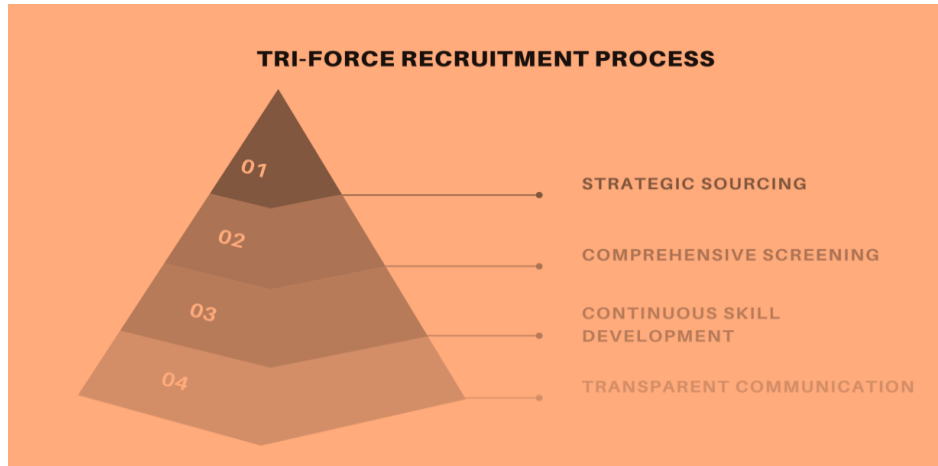 TRI-FORCE RECRUITMENT PROCESS
01
STRATEGIC SOURCING
02
COMPREHENSIVE SCREENING
03
CONTINUOUS SKILL
DEVELOPMENT
04
TRANSPARENT COMMUNICATION